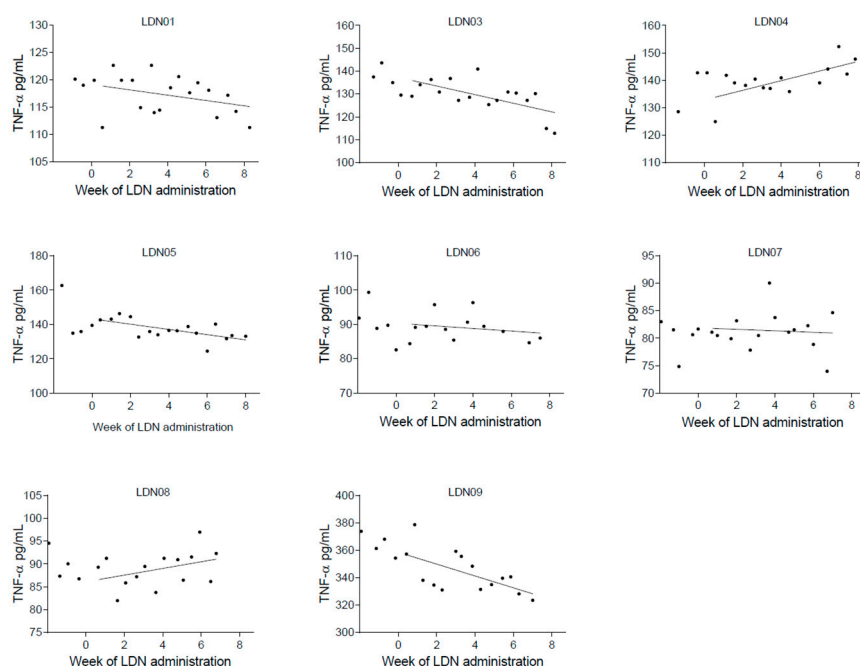 LDN01
130
125
120
115
110
105
TNF-α pg/mL
0 2 4 6 8
Week of LDN administration
LDN03
160
150
140
130
120
110
100
TNF-α pg/mL
0 2 4 6 8
Week of LDN administration
LDN04
160
150
140
130
120
110
TNF-α pg/mL
0 2 4 6 8
Week of LDN administration
LDN05
180
160
140
120
100
TNF-α pg/mL
0 2 4 6 8
Week of LDN administration
LDN06
110
100
90
80
70
TNF-α pg/mL
0 2 4 6 8
Week of LDN administration
LDN07
95
90
85
80
75
70
TNF-α pg/mL
0 2 4 6 8
Week of LDN administration
LDN08
105
100
95
90
85
80
75
TNF-α pg/mL
0 2 4 6 8
Week of LDN administration
LDN09
400
380
360
340
320
300
TNF-α pg/mL
0 2 4 6 8
Week of LDN administration